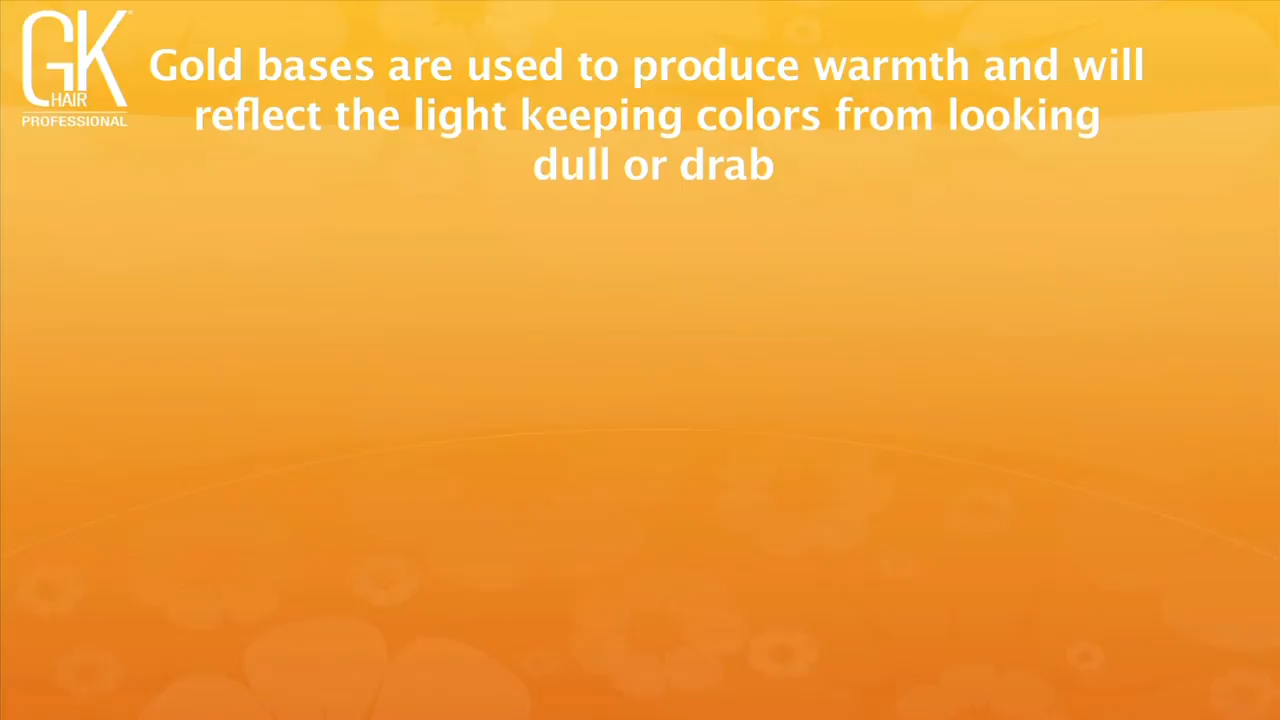 GK
HAIR
PROFESSIONAL
Gold bases are used to produce warmth and will
reflect the light keeping colors from looking
dull or drab